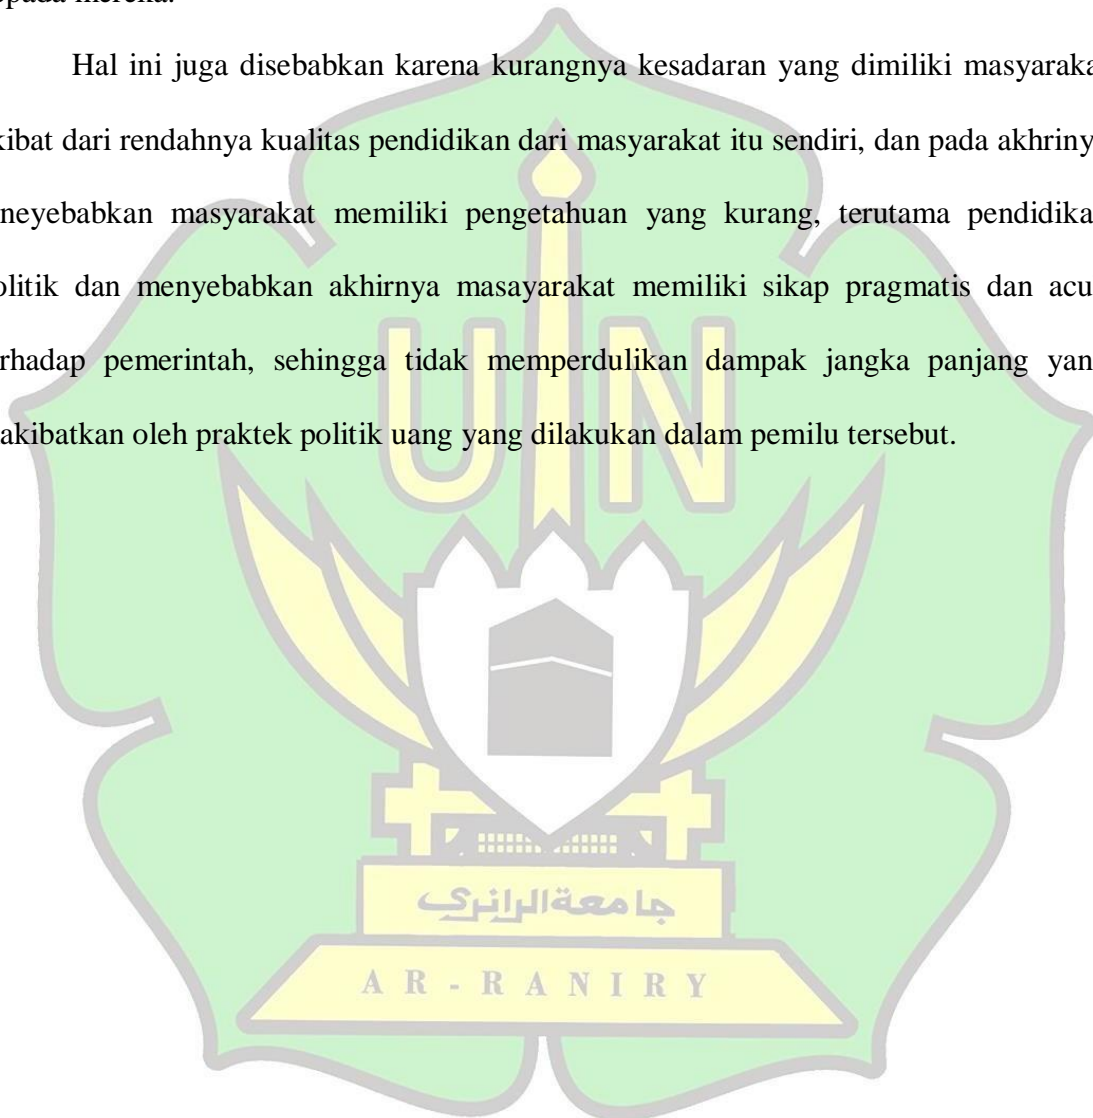 epada mereka.
Hal ini juga disebabkan karena kurangnya kesadaran yang dimiliki masyaraka
kibat dari rendahnya kualitas pendidikan dari masyarakat itu sendiri, dan pada akhriny
neyebabkan masyarakat memiliki pengetahuan yang kurang, terutama pendidika
olitik dan menyebabkan akhirnya masayarakat memiliki sikap pragmatis dan acu
rhadap pemerintah, sehingga tidak memperdulikan dampak jangka panjang yan
akibatkan oleh praktek politik uang yang dilakukan dalam pemilu tersebut.
UIN
جامعة الرانري
AR-RANIRY